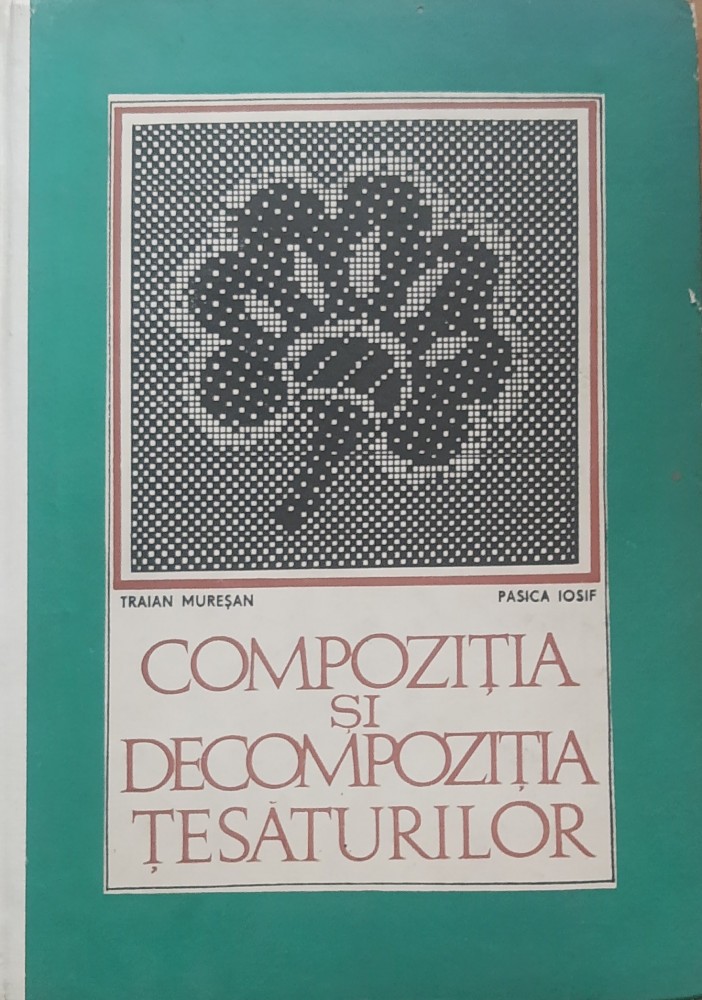 TRAIAN MUREȘAN
PASICA IOSIF
COMPOZIȚIA
ȘI
DECOMPOZIȚIA
ȚESĂTURILOR